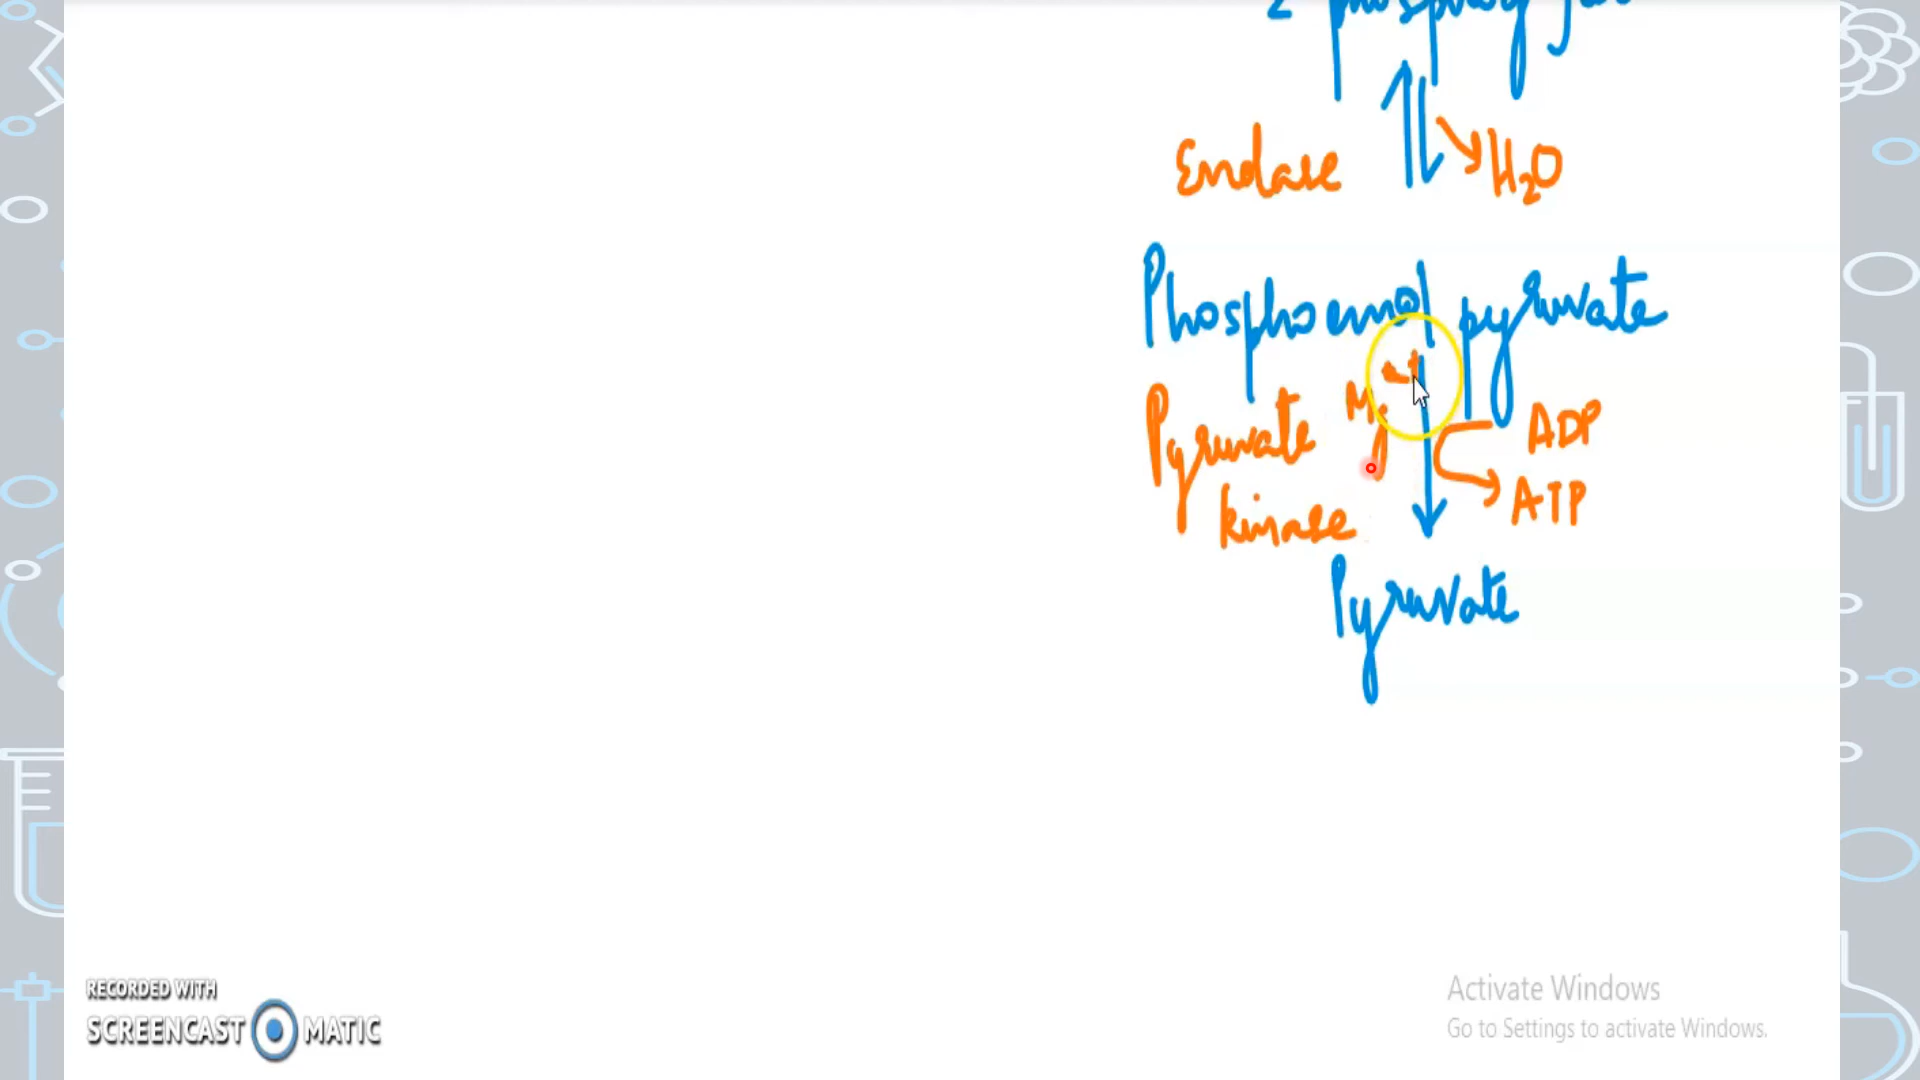 Enolase H₂O
Phosphoenol pyruvate
Mg²⁺
Pyruvate ADP
kinase ATP
Pyruvate
RECORDED WITH
SCREENCAST MATIC
Activate Windows
Go to Settings to activate Windows.